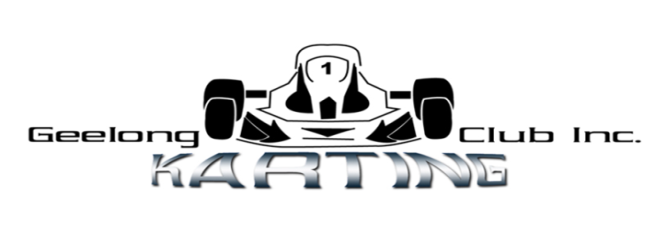 1
Geelong Club Inc.
KARTING